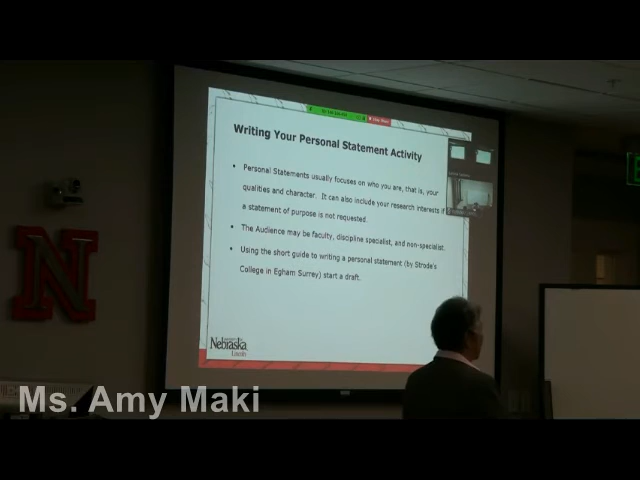 Writing Your Personal Statement Activity
• Personal Statements usually focuses on who you are, that is, your
qualities and character. It can also include your research interests if
a statement of purpose is not requested.
• The Audience may be faculty, discipline specialist, and non-specialist.
• Using the short guide to writing a personal statement (by Strode's
College in Egham Surrey) start a draft.
Nebraska
Lincoln
N
Ms. Amy Maki